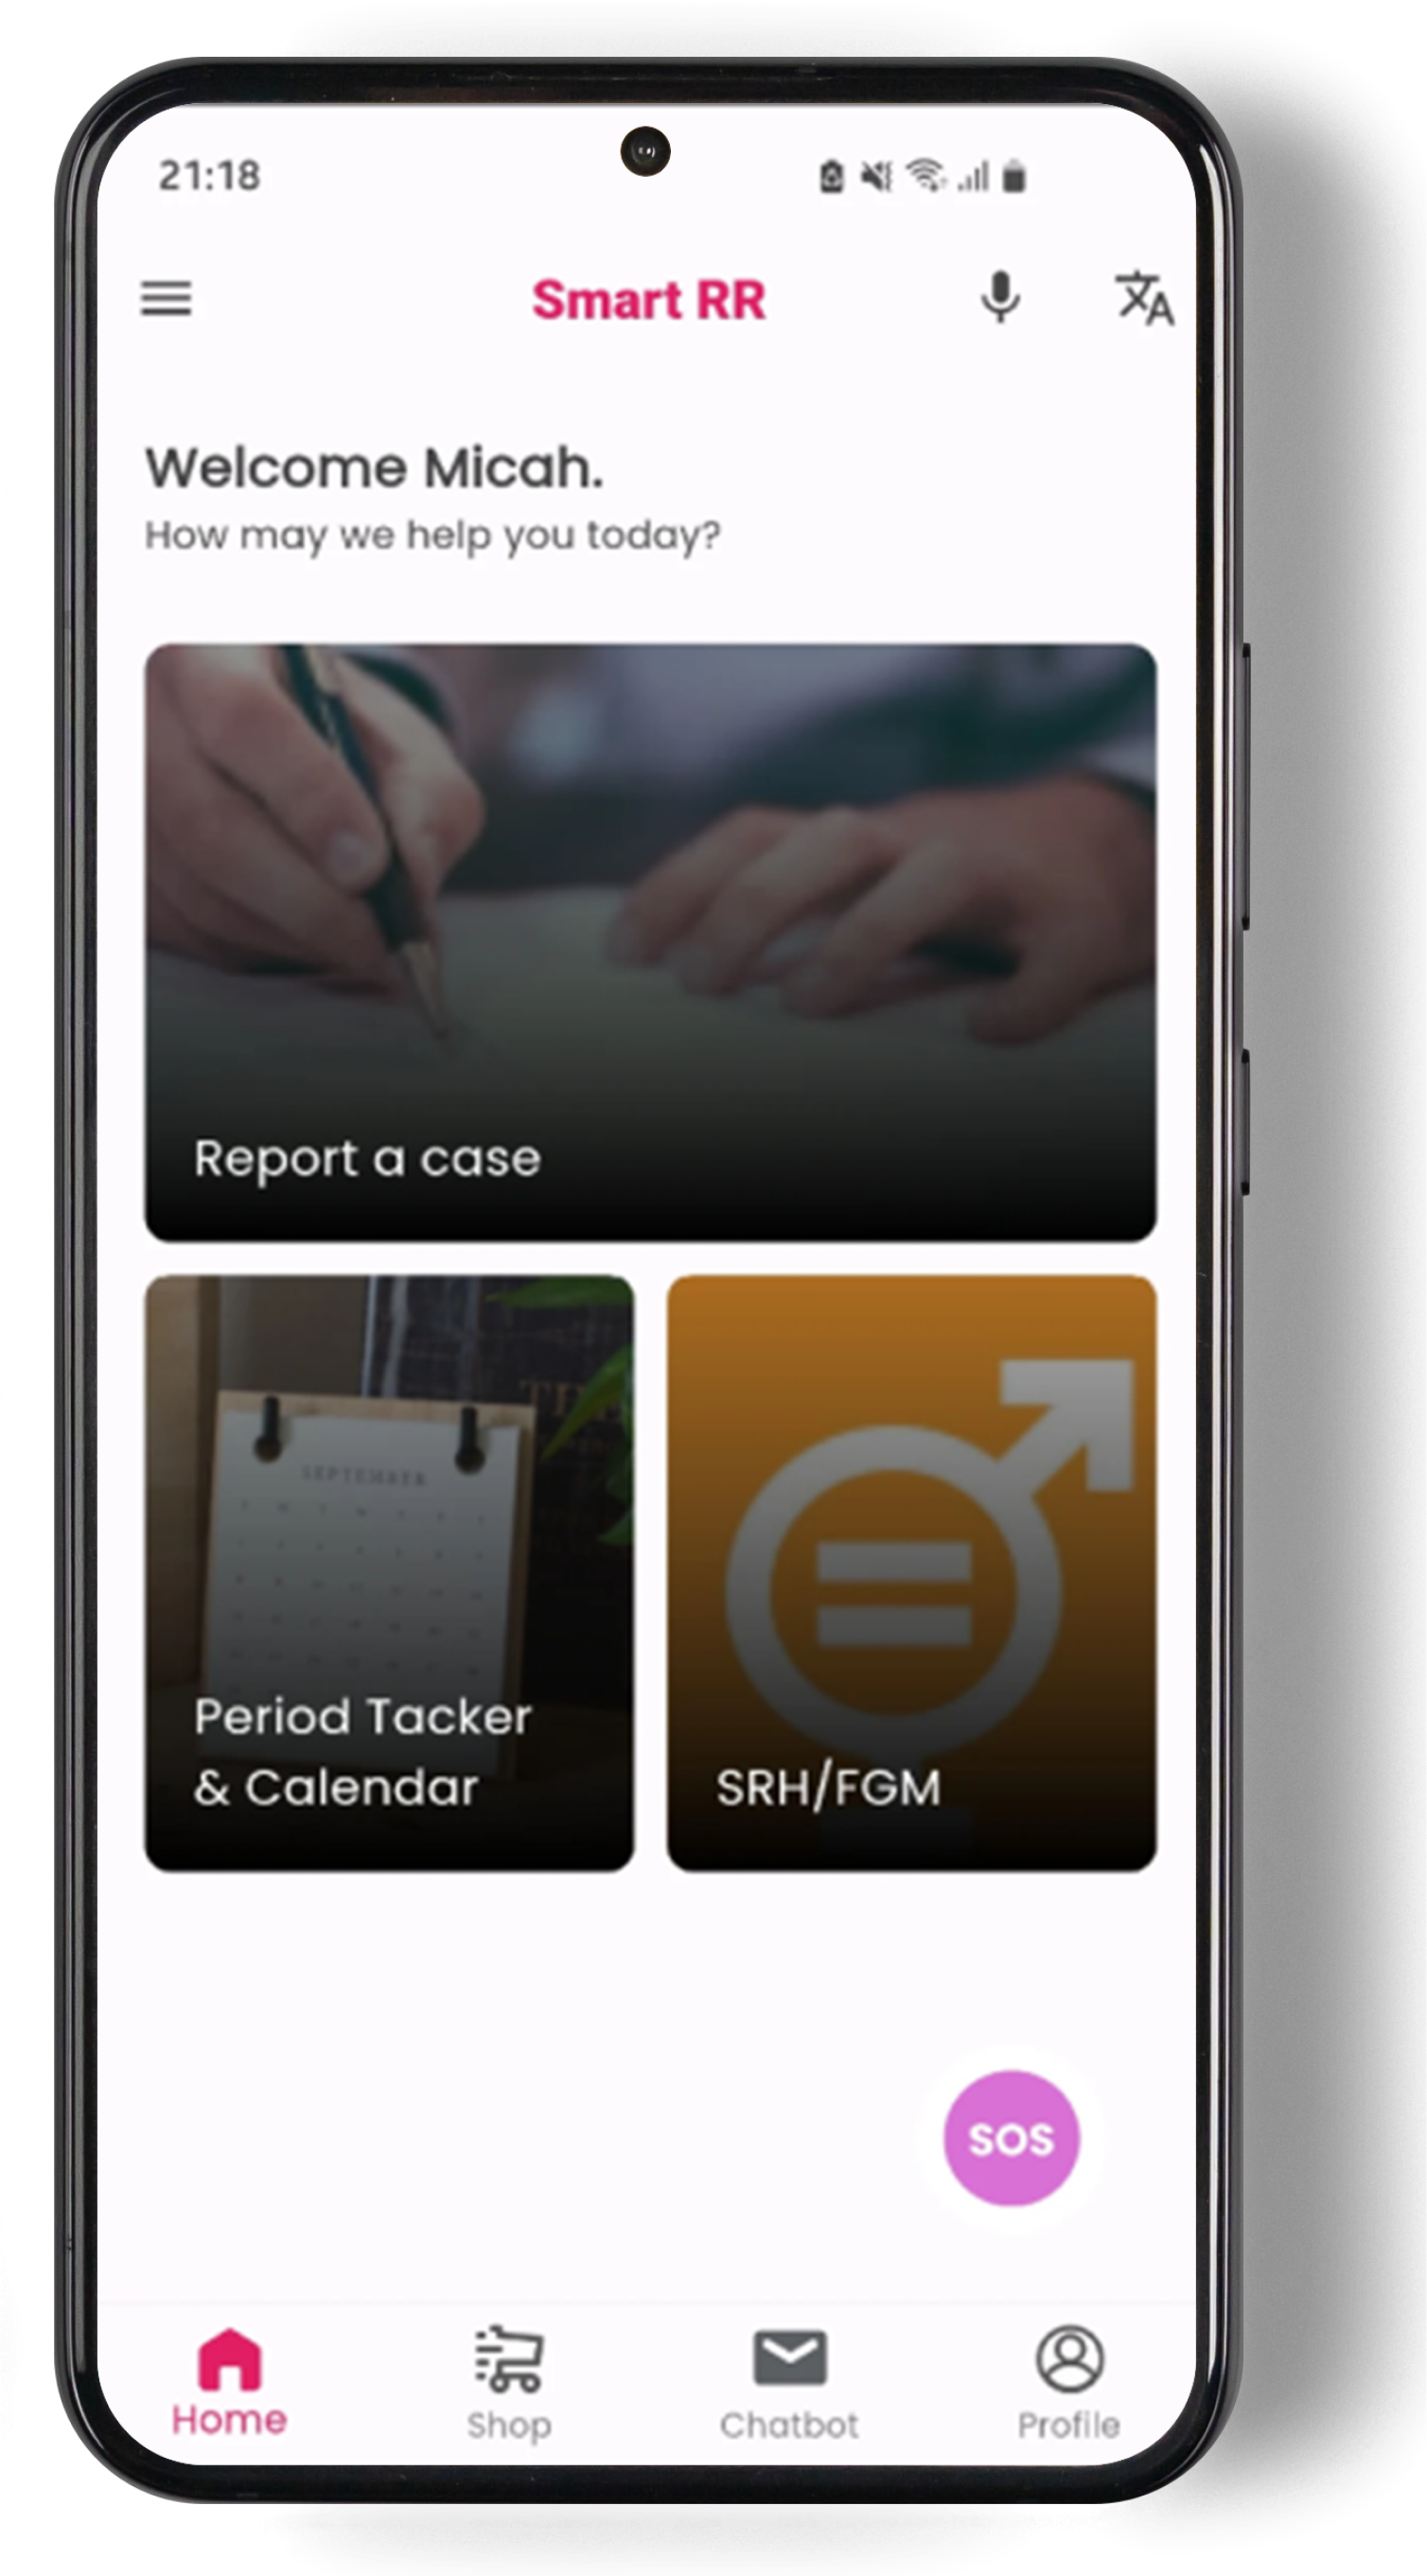 21:18
Smart RR
Welcome Micah.
How may we help you today?
Report a case
SEPTEMBER
Period Tacker
& Calendar
SRH/FGM
SOS
Home
Shop
Chatbot
Profile